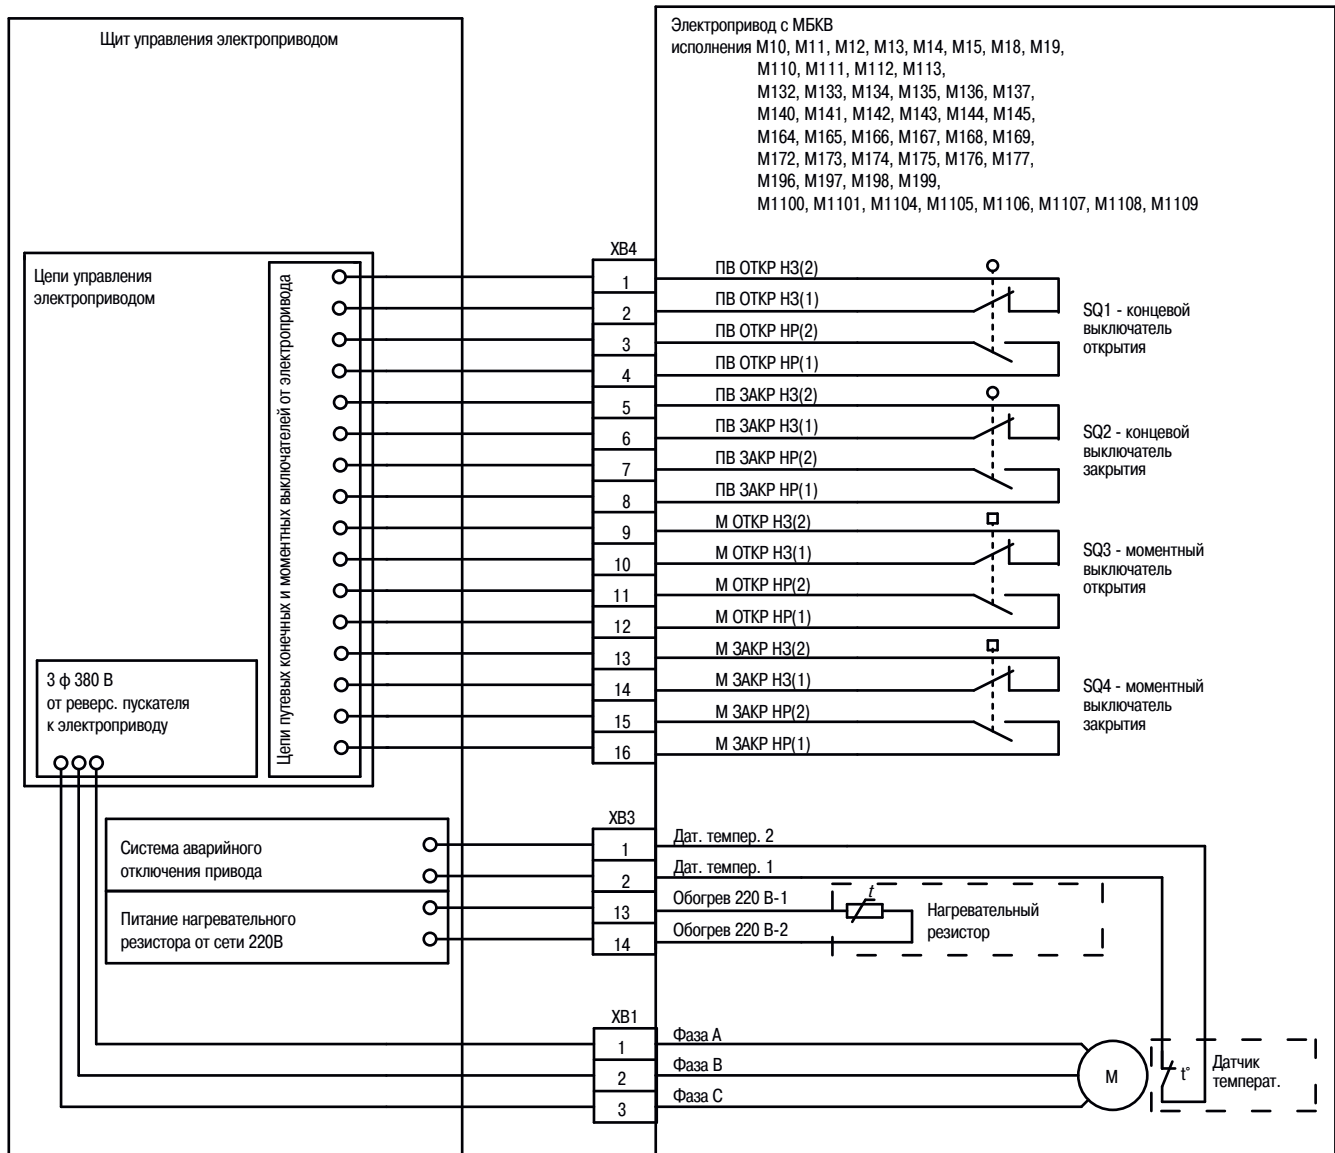 Щит управления электроприводом
Электропривод с МБКВ
исполнения М10, М11, М12, М13, М14, М15, М18, М19,
М110, М111, М112, М113,
М132, М133, М134, М135, М136, М137,
М140, М141, М142, М143, М144, М145,
М164, М165, М166, М167, М168, М169,
М172, М173, М174, М175, М176, М177,
М196, М197, М198, М199,
М1100, М1101, М1104, М1105, М1106, М1107, М1108, М1109
Цепи управления
электроприводом
Цепи путевых конечных и моментных выключателей от электропривода
3 ф 380 В
от реверс. пускателя
к электроприводу
ХВ4
1
ПВ ОТКР НЗ(2)
2
ПВ ОТКР НЗ(1)
3
ПВ ОТКР НР(2)
4
ПВ ОТКР НР(1)
SQ1 - концевой
выключатель
открытия
5
ПВ ЗАКР НЗ(2)
6
ПВ ЗАКР НЗ(1)
7
ПВ ЗАКР НР(2)
8
ПВ ЗАКР НР(1)
SQ2 - концевой
выключатель
закрытия
9
М ОТКР НЗ(2)
10
М ОТКР НЗ(1)
11
М ОТКР НР(2)
12
М ОТКР НР(1)
SQ3 - моментный
выключатель
открытия
13
М ЗАКР НЗ(2)
14
М ЗАКР НЗ(1)
15
М ЗАКР НР(2)
16
М ЗАКР НР(1)
SQ4 - моментный
выключатель
закрытия
Система аварийного
отключения привода
Питание нагревательного
резистора от сети 220В
ХВ3
1
Дат. темпер. 2
2
Дат. темпер. 1
13
Обогрев 220 В-1
14
Обогрев 220 В-2
t
Нагревательный
резистор
ХВ1
1
Фаза А
2
Фаза В
3
Фаза С
М
t°
Датчик
температ.